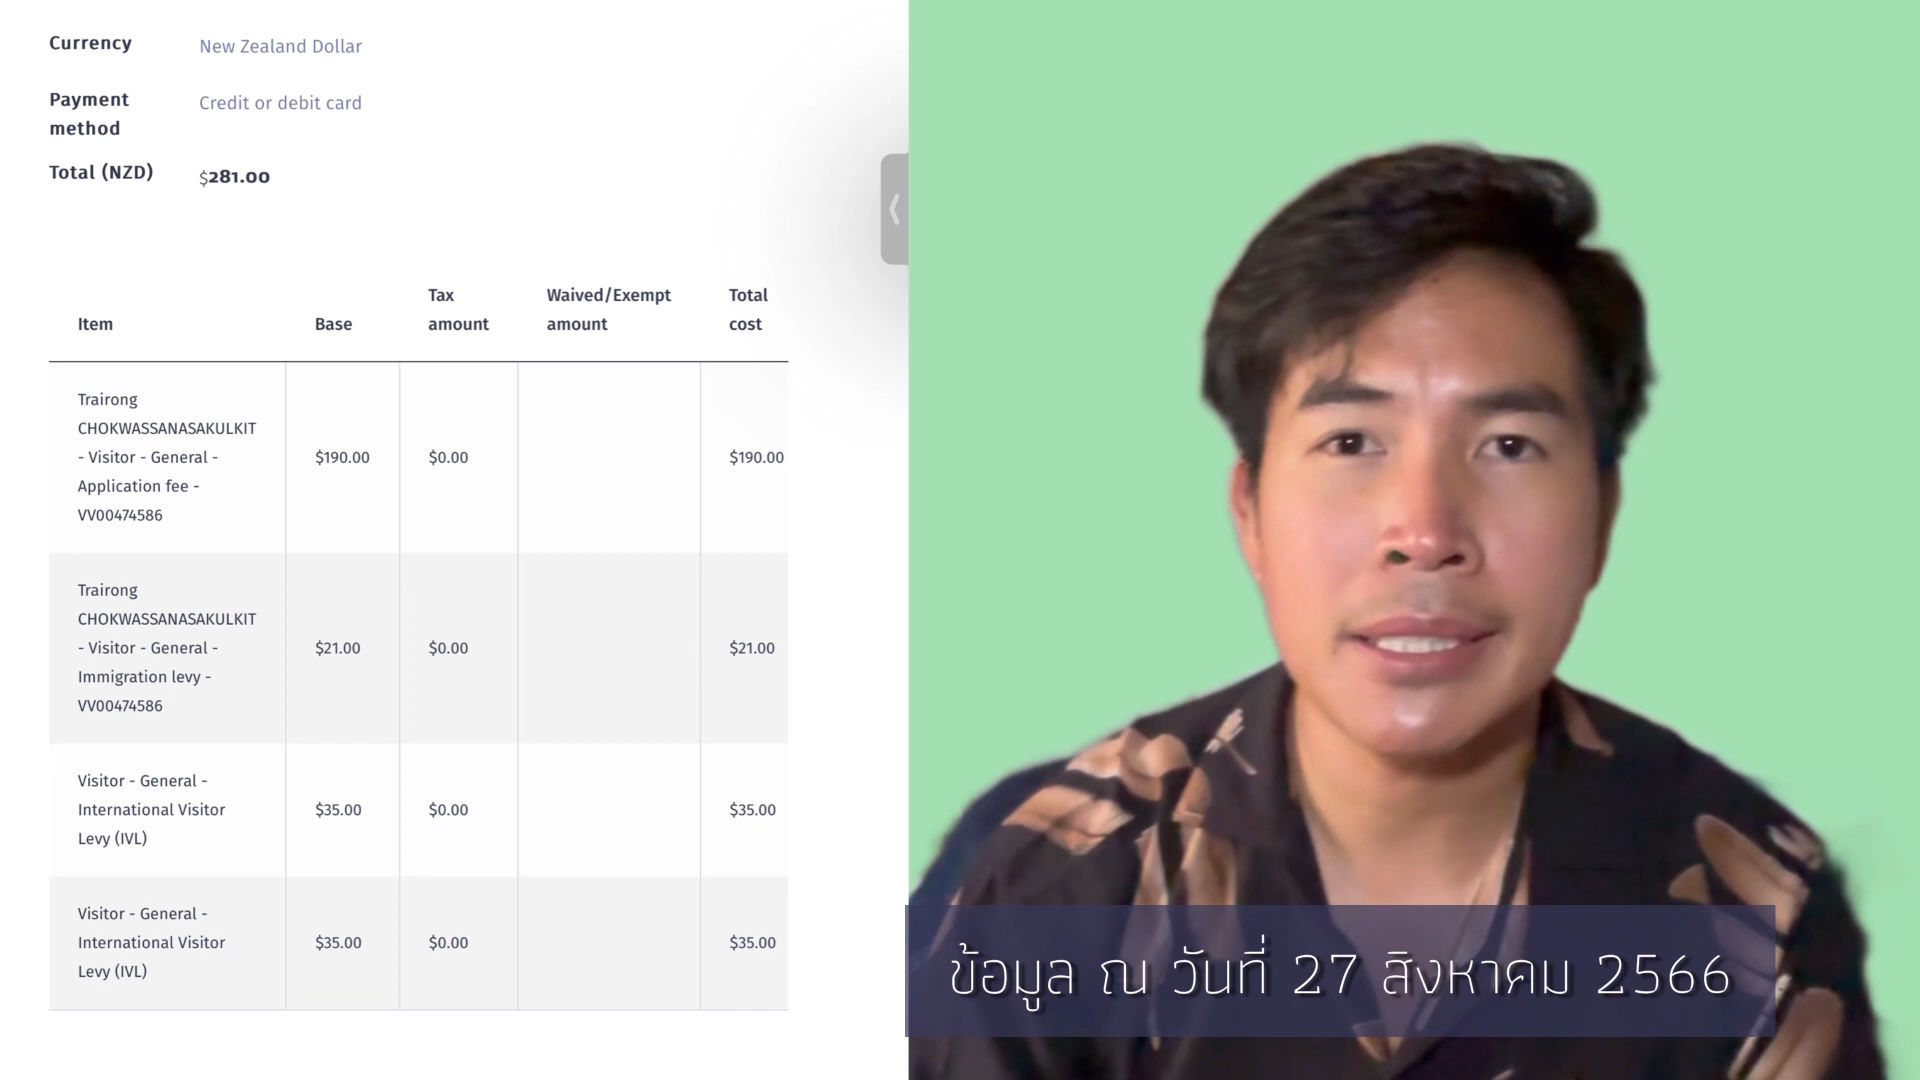 Currency New Zealand Dollar
Payment method Credit or debit card
Total (NZD) $281.00
Item Base Tax amount Waived/Exempt amount Total cost
Trairong
CHOKWASSANASAKULKIT
- Visitor - General -
Application fee -
VV00474586
$190.00 $0.00 $190.00
Trairong
CHOKWASSANASAKULKIT
- Visitor - General -
Immigration levy -
VV00474586
$21.00 $0.00 $21.00
Visitor - General -
International Visitor
Levy (IVL)
$35.00 $0.00 $35.00
Visitor - General -
International Visitor
Levy (IVL)
$35.00 $0.00 $35.00
ข้อมูล ณ วันที่ 27 สิงหาคม 2566